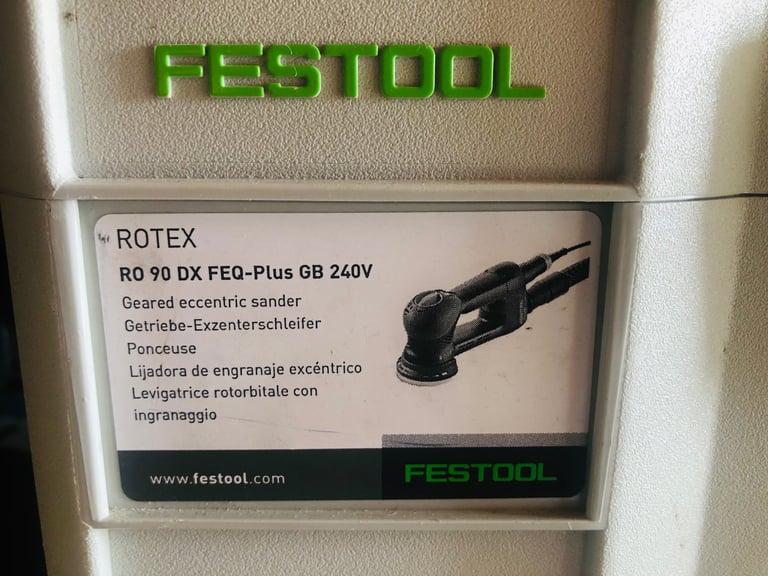 FESTOOL
ROTEX
RO 90 DX FEQ-Plus GB 240V
Geared eccentric sander
Getriebe-Exzenterschleifer
Ponceuse
Lijadora de engranaje excéntrico
Levigatrice rotorbitale con
ingranaggio
www.festool.com
FESTOOL